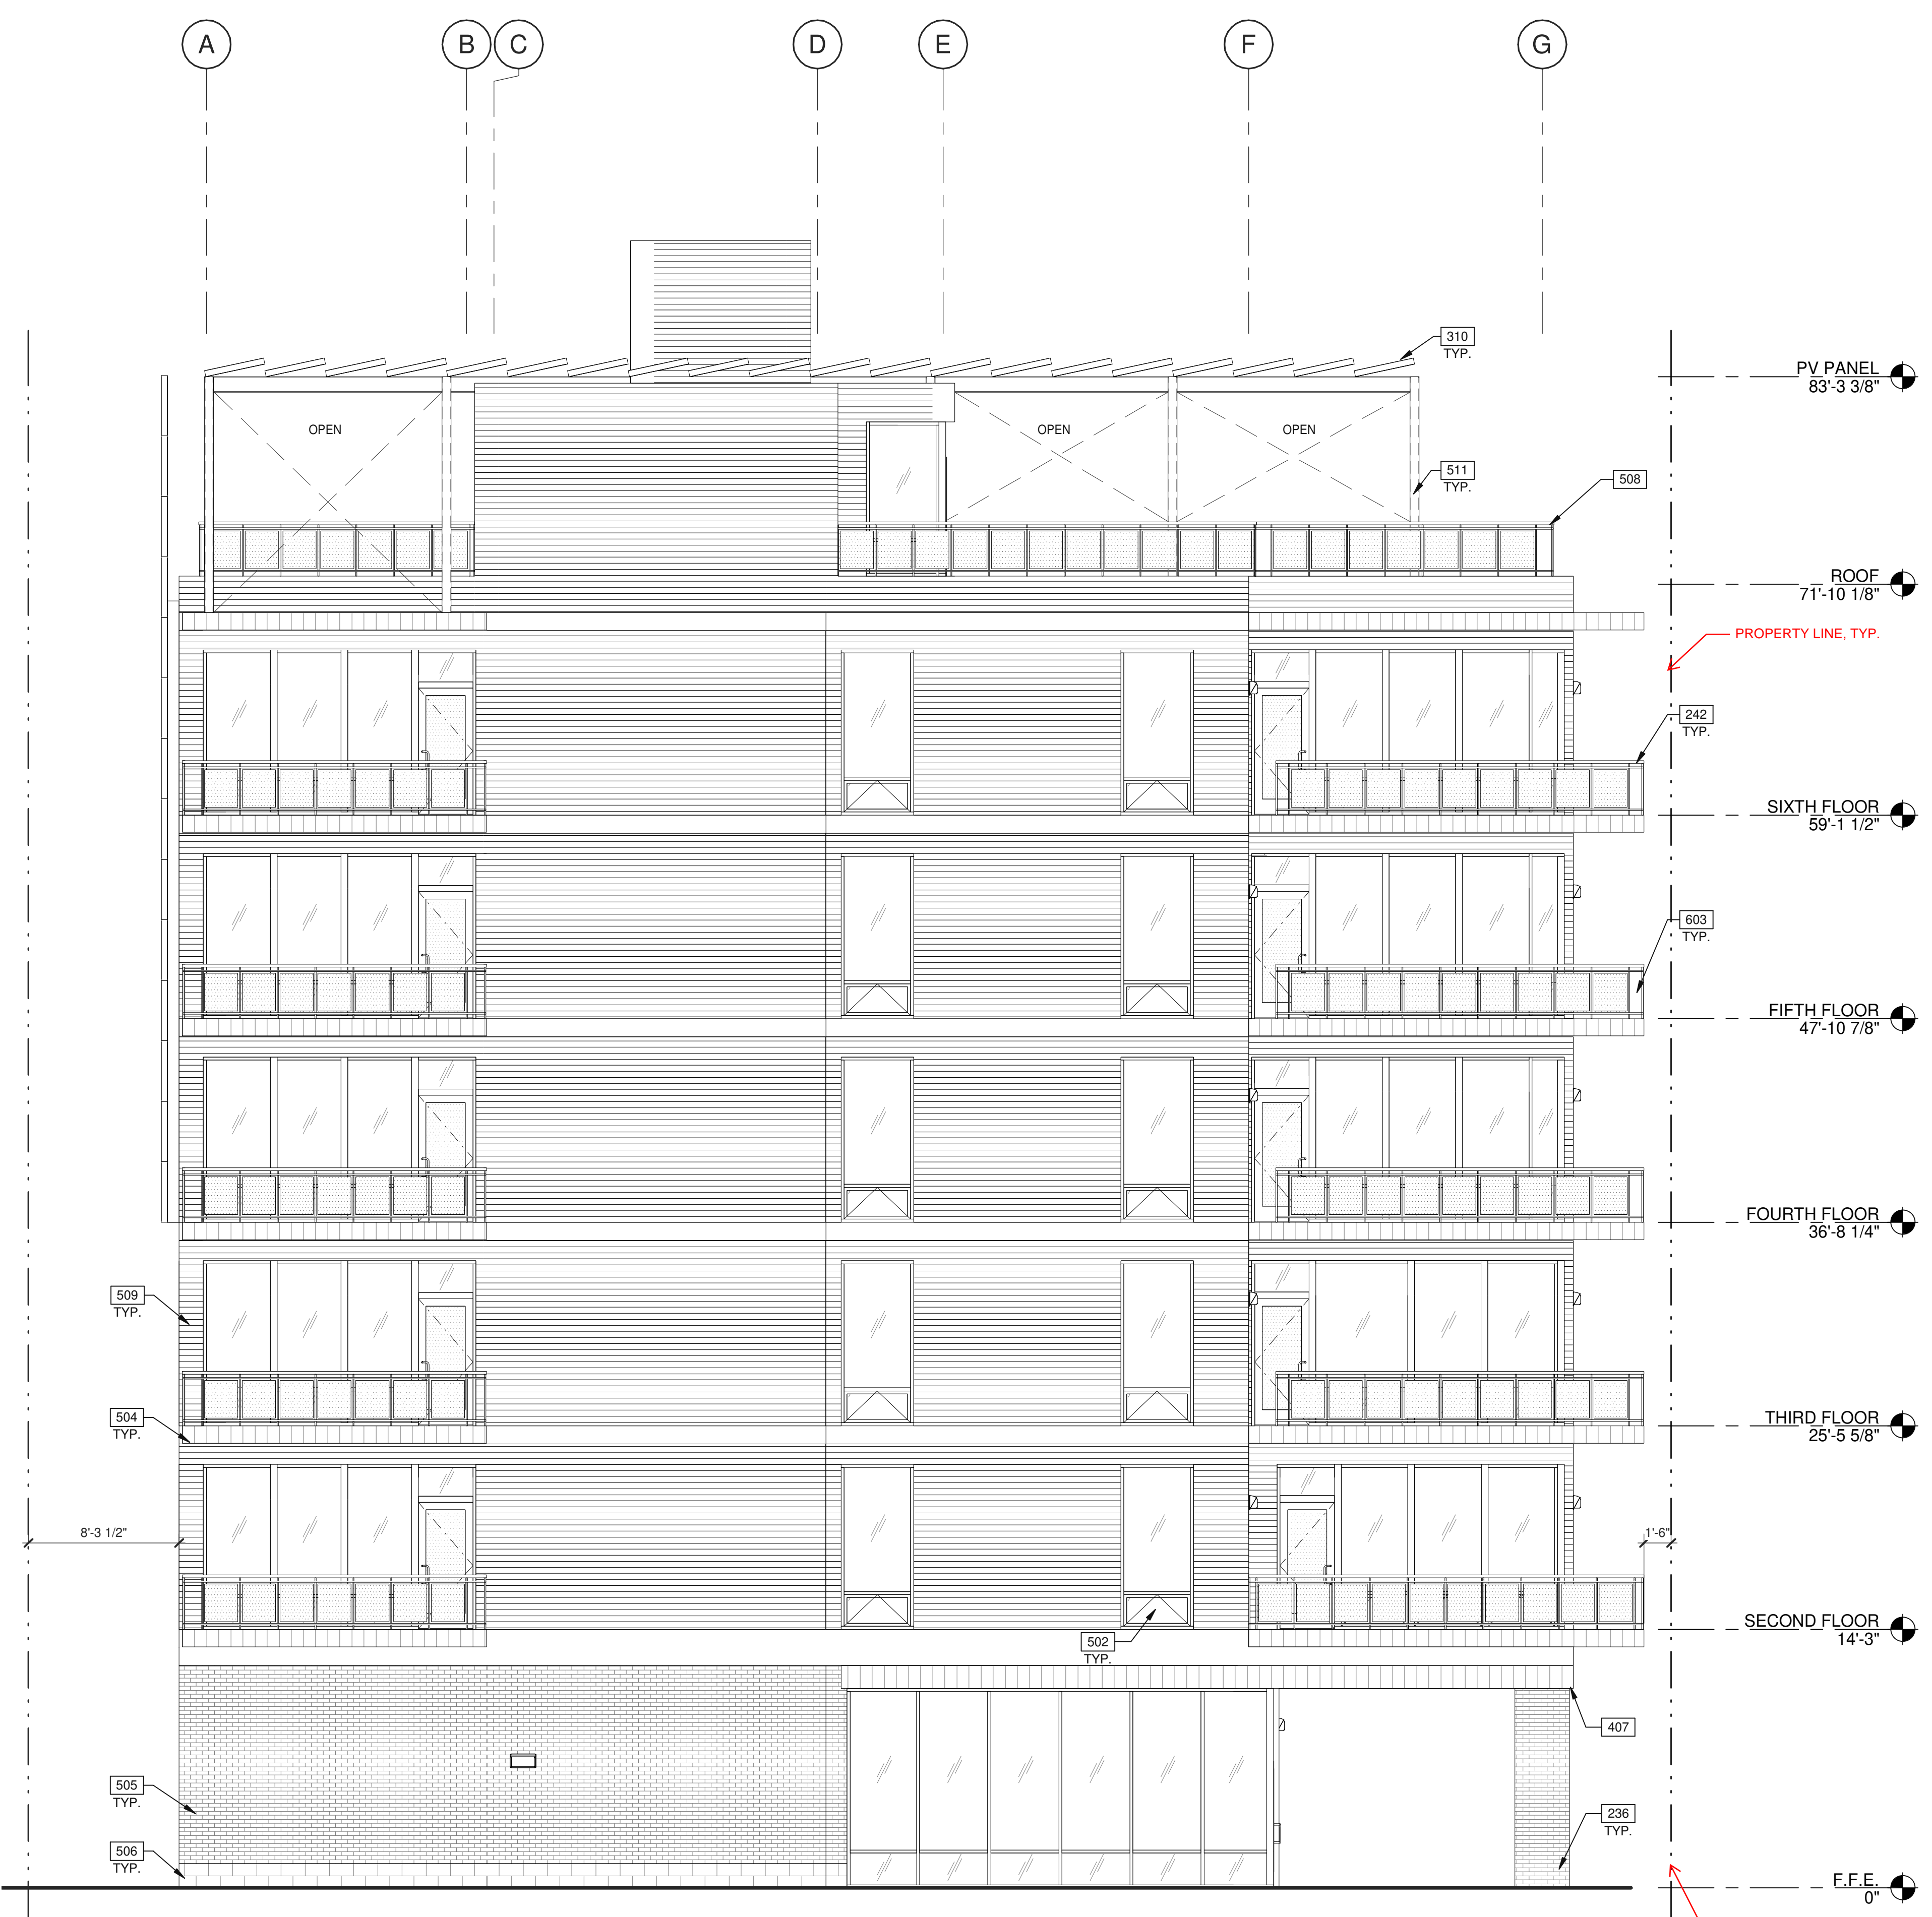 A B C D E F G
310
TYP.
PV PANEL
83'-3 3/8"
OPEN OPEN OPEN
511
TYP.
508
ROOF
71'-10 1/8"
PROPERTY LINE, TYP.
242
TYP.
SIXTH FLOOR
59'-1 1/2"
603
TYP.
FIFTH FLOOR
47'-10 7/8"
FOURTH FLOOR
36'-8 1/4"
509
TYP.
504
TYP.
THIRD FLOOR
25'-5 5/8"
8'-3 1/2" 1'-6"
SECOND FLOOR
14'-3"
502
TYP.
407
505
TYP.
236
TYP.
506
TYP.
F.F.E.
0"